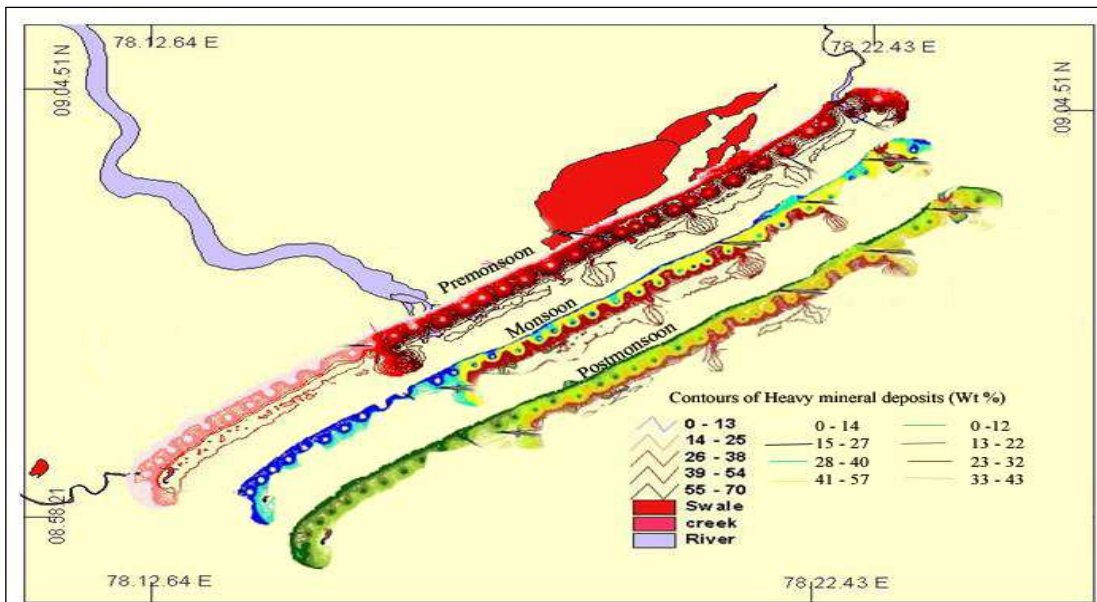 78.12.64 E
78.22.43 E
09.04.51 N
09.04.51 N
Premonsoon
Monsoon
Postmonsoon
Contours of Heavy mineral deposits (Wt %)
0 - 13 0 - 14 0 -12
14 - 25 15 - 27 13 - 22
26 - 38 28 - 40 23 - 32
39 - 54 41 - 57 33 - 43
55 - 70
Swale
creek
River
08.58.21
78.12.64 E
78.22.43 E